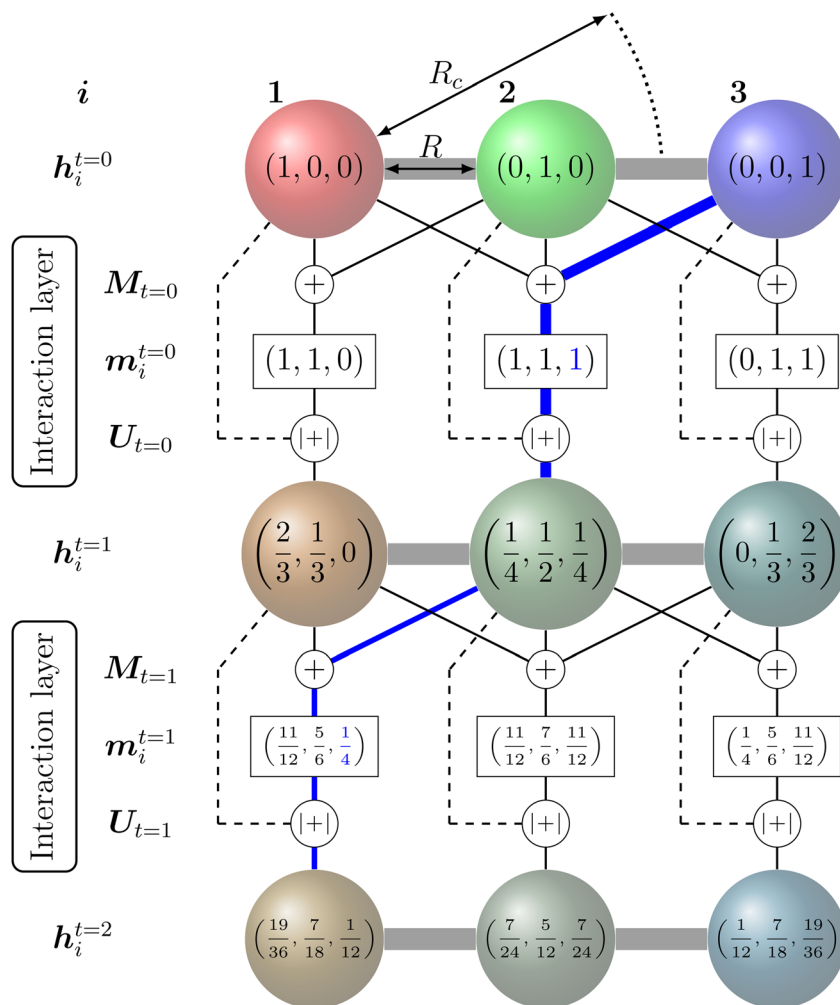 R_c
i 1 2 3
R
h_i^{t=0} (1, 0, 0) (0, 1, 0) (0, 0, 1)
Interaction layer
M_{t=0} + + +
m_i^{t=0} (1, 1, 0) (1, 1, 1) (0, 1, 1)
U_{t=0} |+| |+| |+|
h_i^{t=1} (2/3, 1/3, 0) (1/4, 1/2, 1/4) (0, 1/3, 2/3)
Interaction layer
M_{t=1} + + +
m_i^{t=1} (11/12, 5/6, 1/4) (11/12, 7/6, 11/12) (1/4, 5/6, 11/12)
U_{t=1} |+| |+| |+|
h_i^{t=2} (19/36, 7/18, 1/12) (7/24, 5/12, 7/24) (1/12, 7/18, 19/36)